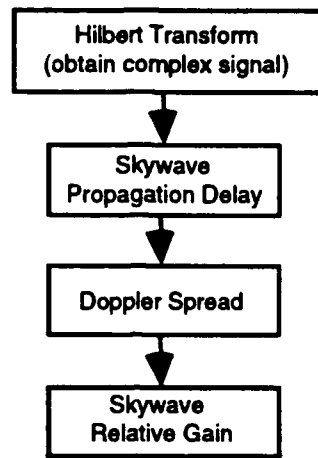 Hilbert Transform
(obtain complex signal)
Skywave
Propagation Delay
Doppler Spread
Skywave
Relative Gain